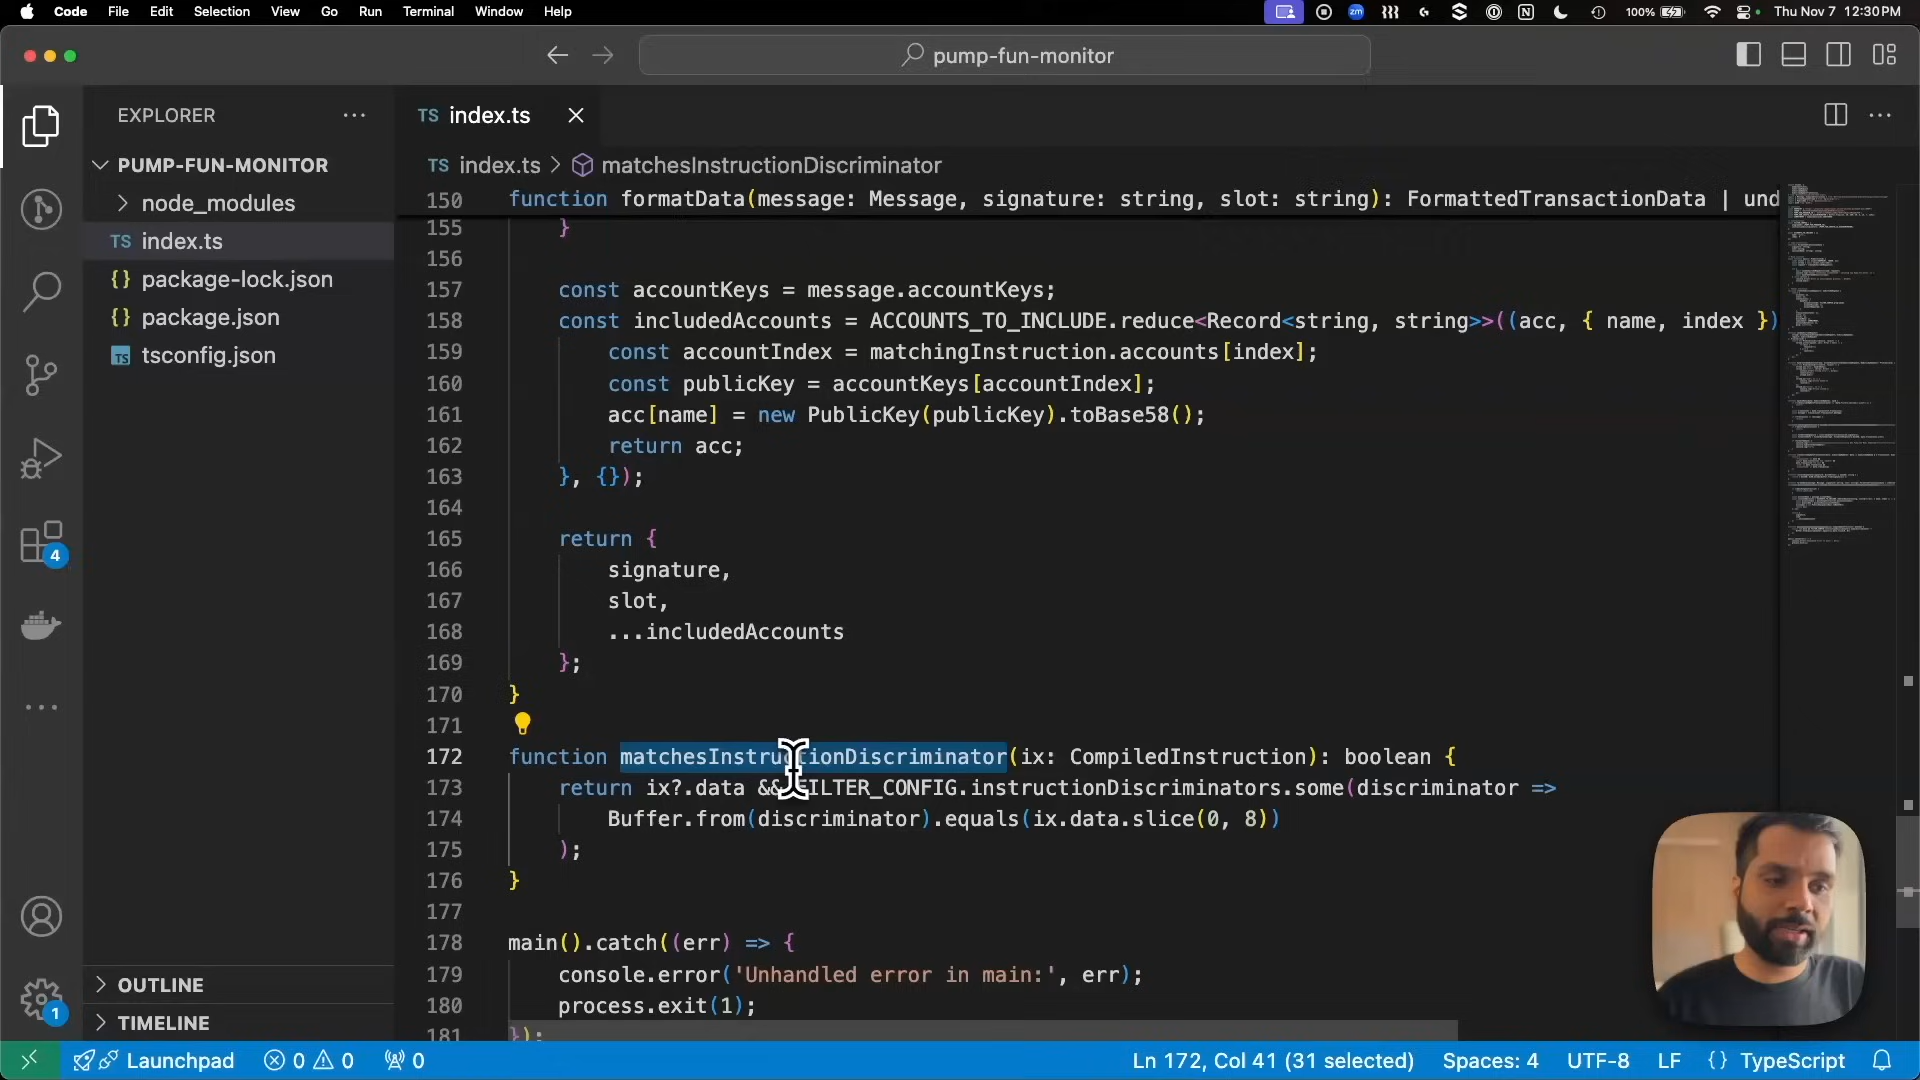 Code File Edit Selection View Go Run Terminal Window Help 100% Thu Nov 7 12:30 PM
pump-fun-monitor
EXPLORER
TS index.ts
PUMP-FUN-MONITOR
node_modules
TS index.ts
{} package-lock.json
{} package.json
TS tsconfig.json
4
1
OUTLINE
TIMELINE
TS index.ts > matchesInstructionDiscriminator
150 function formatData(message: Message, signature: string, slot: string): FormattedTransactionData | und
155 }
156
157 const accountKeys = message.accountKeys;
158 const includedAccounts = ACCOUNTS_TO_INCLUDE.reduce<Record<string, string>>((acc, { name, index })
159 const accountIndex = matchingInstruction.accounts[index];
160 const publicKey = accountKeys[accountIndex];
161 acc[name] = new PublicKey(publicKey).toBase58();
162 return acc;
163 }, {});
164
165 return {
166 signature,
167 slot,
168 ...includedAccounts
169 };
170 }
171
172 function matchesInstructionDiscriminator(ix: CompiledInstruction): boolean {
173 return ix?.data && FILTER_CONFIG.instructionDiscriminators.some(discriminator =>
174 Buffer.from(discriminator).equals(ix.data.slice(0, 8))
175 );
176 }
177
178 main().catch((err) => {
179 console.error('Unhandled error in main:', err);
180 process.exit(1);
181 });
Launchpad 0 0 0 Ln 172, Col 41 (31 selected) Spaces: 4 UTF-8 LF {} TypeScript